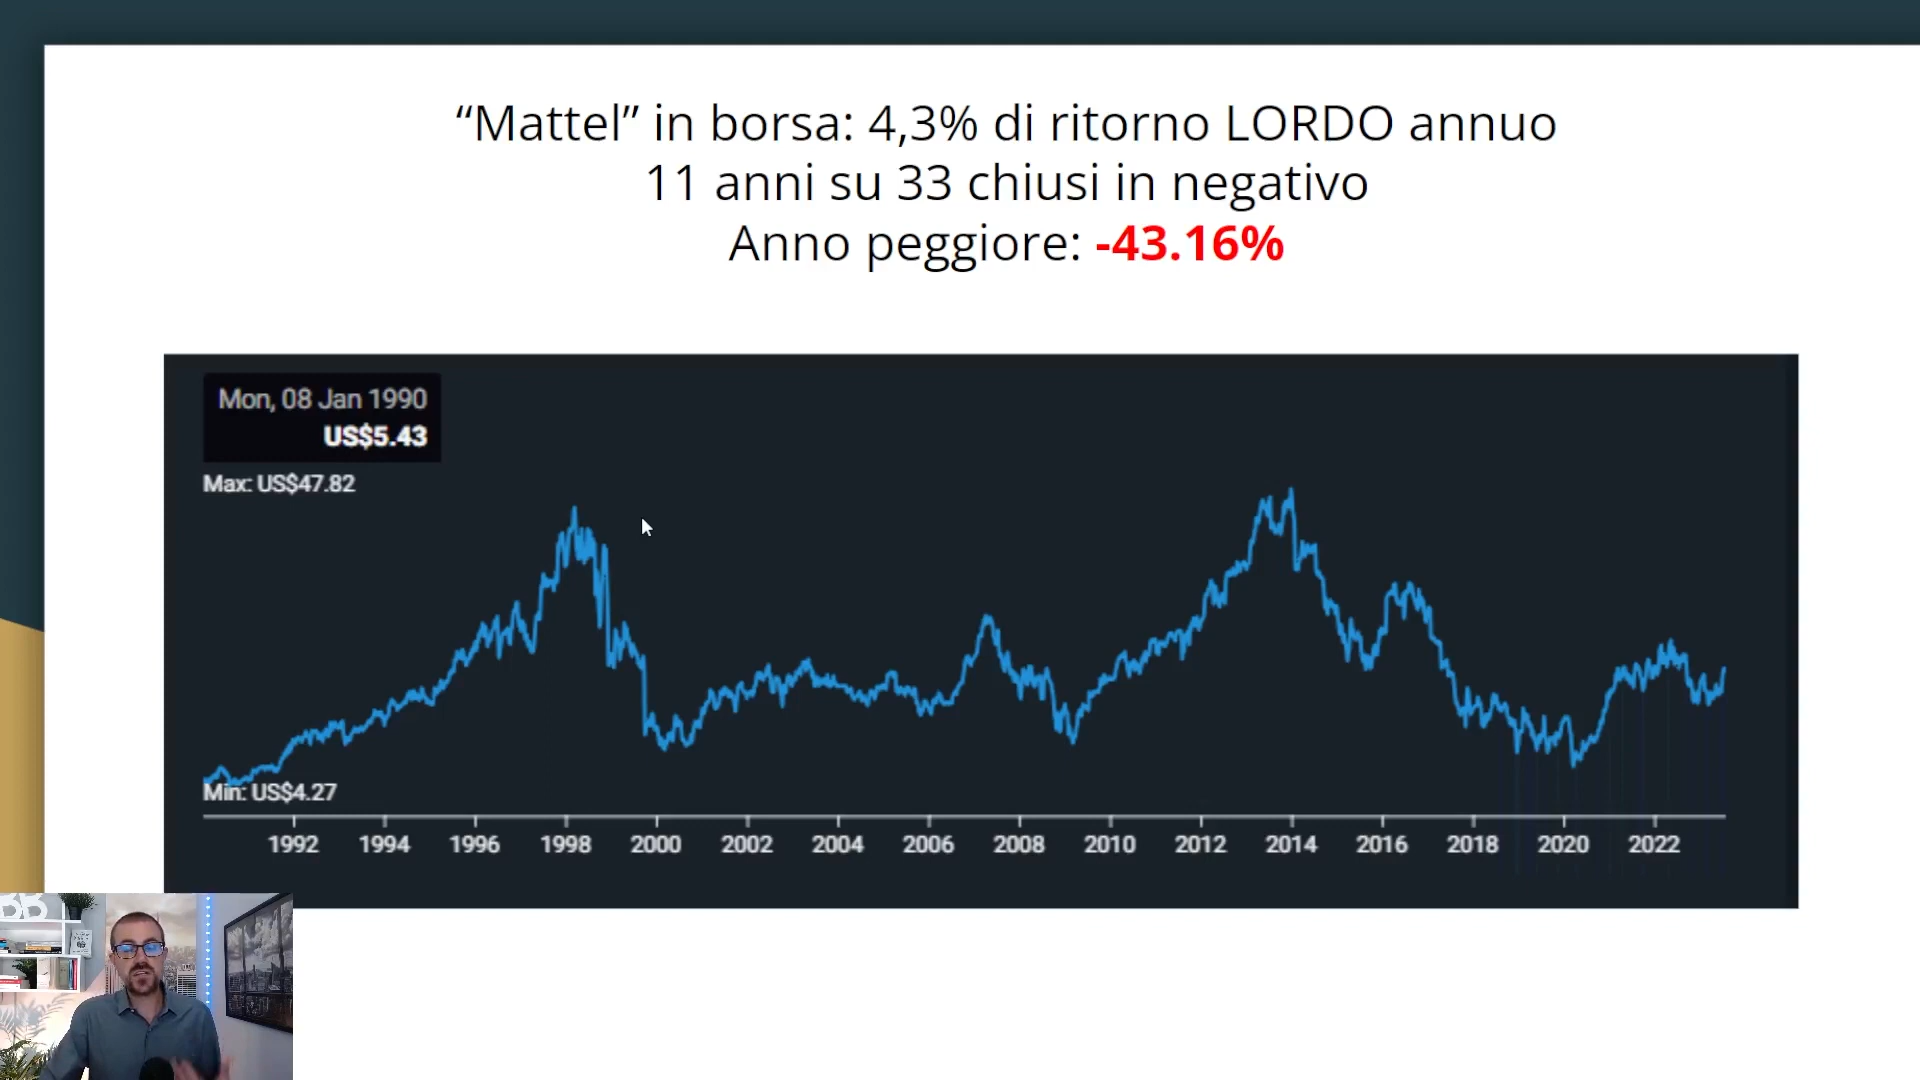 “Mattel” in borsa: 4,3% di ritorno LORDO annuo
11 anni su 33 chiusi in negativo
Anno peggiore: -43.16%
Mon, 08 Jan 1990
US$5.43
Max: US$47.82
Min: US$4.27
1992 1994 1996 1998 2000 2002 2004 2006 2008 2010 2012 2014 2016 2018 2020 2022
BB